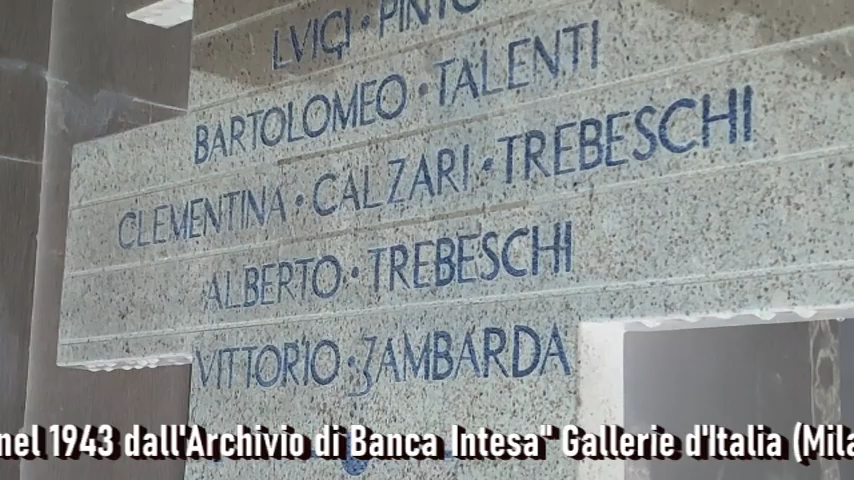 LVIGI · PINTO
BARTOLOMEO · TALENTI
CLEMENTINA · CALZARI · TREBESCHI
ALBERTO · TREBESCHI
VITTORIO · ZAMBARDA
nel 1943 dall'Archivio di Banca Intesa" Gallerie d'Italia (Mila